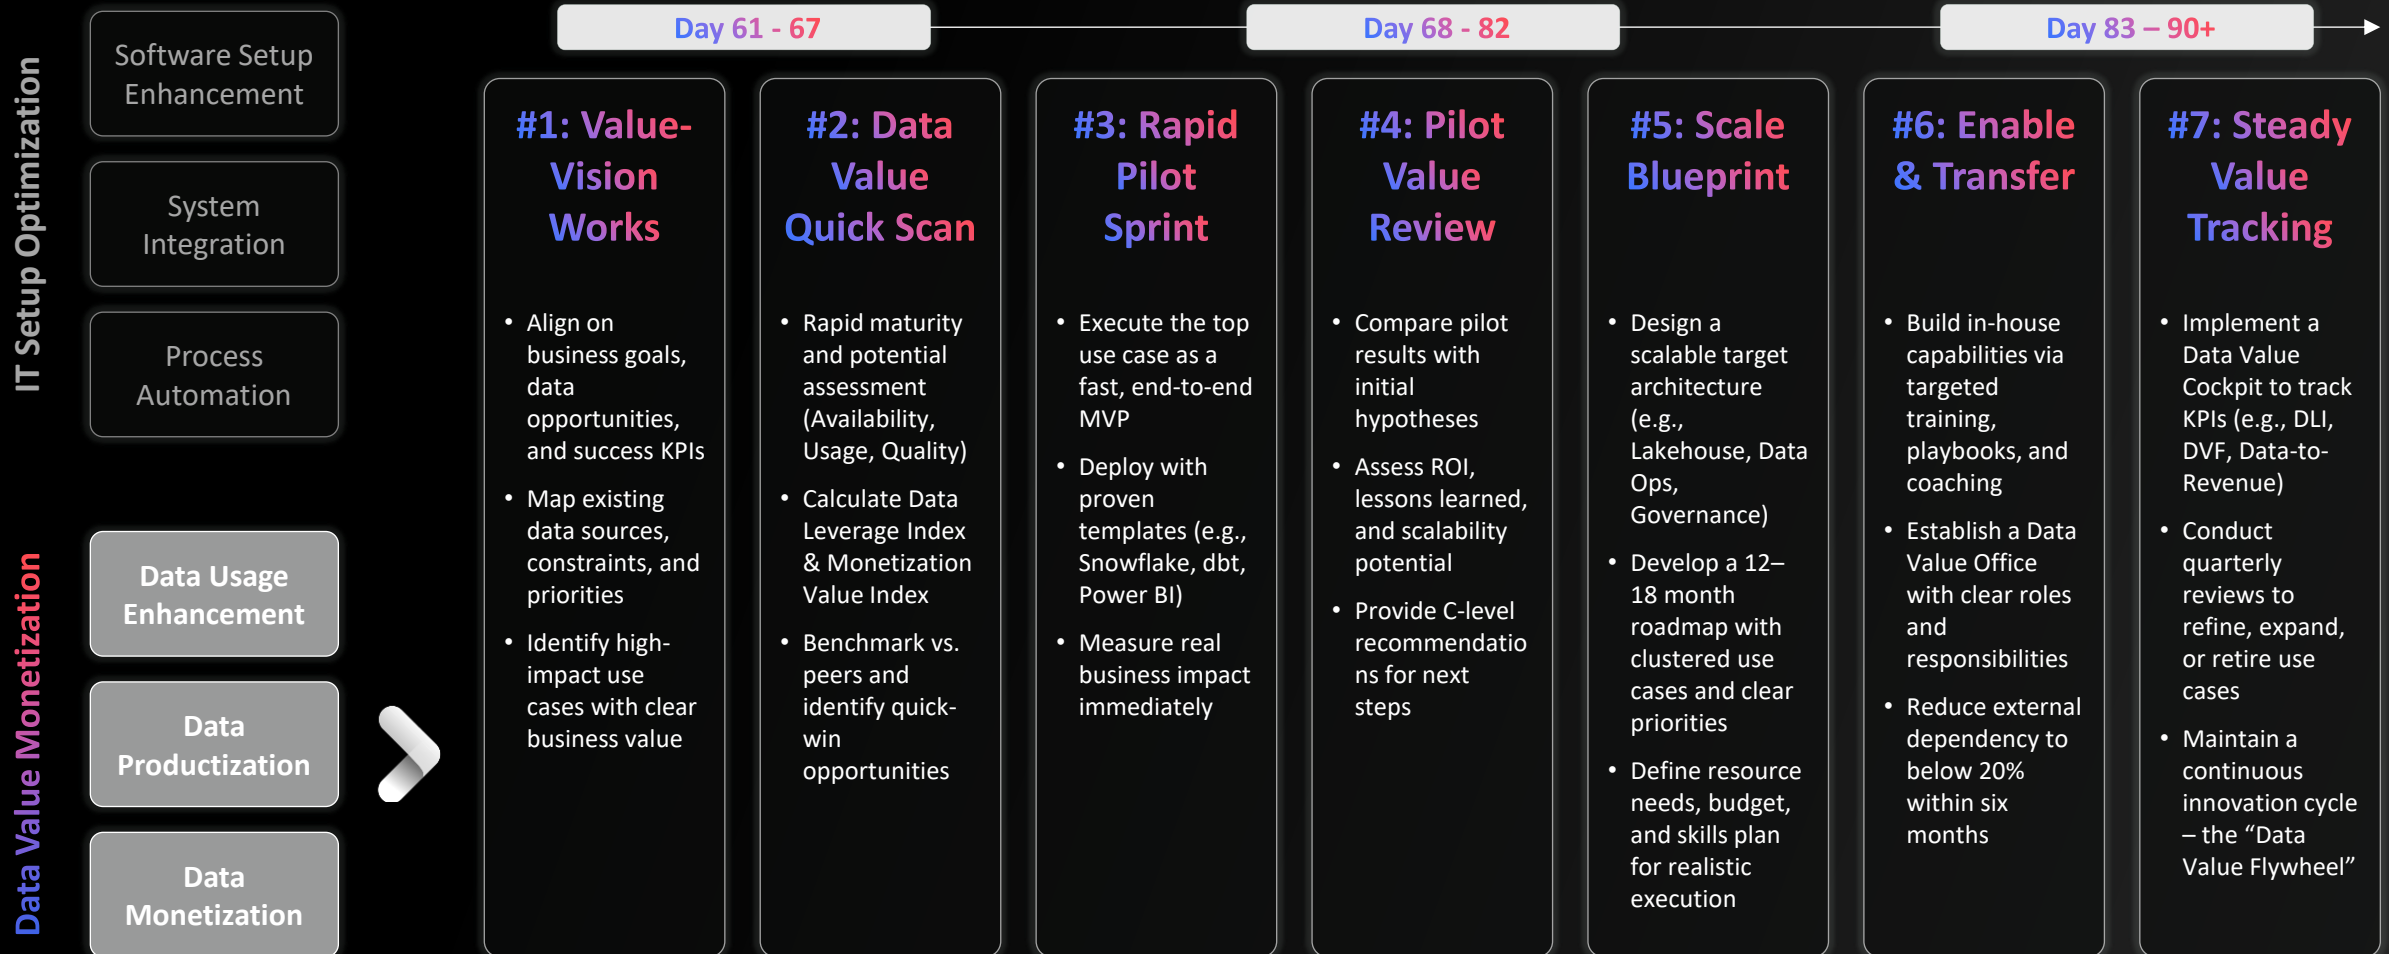 IT Setup Optimization
Software Setup
Enhancement
System
Integration
Process
Automation
Data Value Monetization
Data Usage
Enhancement
Data
Productization
Data
Monetization
Day 61 - 67
Day 68 - 82
Day 83 – 90+
#1: Value-
Vision
Works
• Align on
business goals,
data
opportunities,
and success KPIs
• Map existing
data sources,
constraints, and
priorities
• Identify high-
impact use
cases with clear
business value
#2: Data
Value
Quick Scan
• Rapid maturity
and potential
assessment
(Availability,
Usage, Quality)
• Calculate Data
Leverage Index
& Monetization
Value Index
• Benchmark vs.
peers and
identify quick-
win
opportunities
#3: Rapid
Pilot
Sprint
• Execute the top
use case as a
fast, end-to-end
MVP
• Deploy with
proven
templates (e.g.,
Snowflake, dbt,
Power BI)
• Measure real
business impact
immediately
#4: Pilot
Value
Review
• Compare pilot
results with
initial
hypotheses
• Assess ROI,
lessons learned,
and scalability
potential
• Provide C-level
recommendatio
ns for next
steps
#5: Scale
Blueprint
• Design a
scalable target
architecture
(e.g.,
Lakehouse, Data
Ops,
Governance)
• Develop a 12–
18 month
roadmap with
clustered use
cases and clear
priorities
• Define resource
needs, budget,
and skills plan
for realistic
execution
#6: Enable
& Transfer
• Build in-house
capabilities via
targeted
training,
playbooks, and
coaching
• Establish a Data
Value Office
with clear roles
and
responsibilities
• Reduce external
dependency to
below 20%
within six
months
#7: Steady
Value
Tracking
• Implement a
Data Value
Cockpit to track
KPIs (e.g., DLI,
DVF, Data-to-
Revenue)
• Conduct
quarterly
reviews to
refine, expand,
or retire use
cases
• Maintain a
continuous
innovation cycle
– the “Data
Value Flywheel”